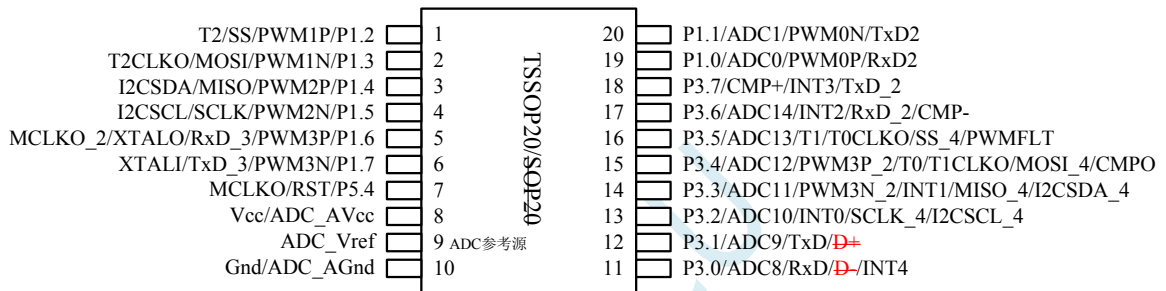 T2/SS/PWM1P/P1.2 1 20 P1.1/ADC1/PWM0N/TxD2
T2CLKO/MOSI/PWM1N/P1.3 2 19 P1.0/ADC0/PWM0P/RxD2
I2CSDA/MISO/PWM2P/P1.4 3 18 P3.7/CMP+/INT3/TxD_2
I2CSCL/SCLK/PWM2N/P1.5 4 17 P3.6/ADC14/INT2/RxD_2/CMP-
MCLKO_2/XTALO/RxD_3/PWM3P/P1.6 5 16 P3.5/ADC13/T1/T0CLKO/SS_4/PWMFLT
XTALI/TxD_3/PWM3N/P1.7 6 15 P3.4/ADC12/PWM3P_2/T0/T1CLKO/MOSI_4/CMPO
MCLKO/RST/P5.4 7 14 P3.3/ADC11/PWM3N_2/INT1/MISO_4/I2CSDA_4
Vcc/ADC_AVcc 8 13 P3.2/ADC10/INT0/SCLK_4/I2CSCL_4
ADC_Vref 9 ADC参考源 12 P3.1/ADC9/TxD/D+
Gnd/ADC_AGnd 10 11 P3.0/ADC8/RxD/D-/INT4
TSSOP20/SOP20